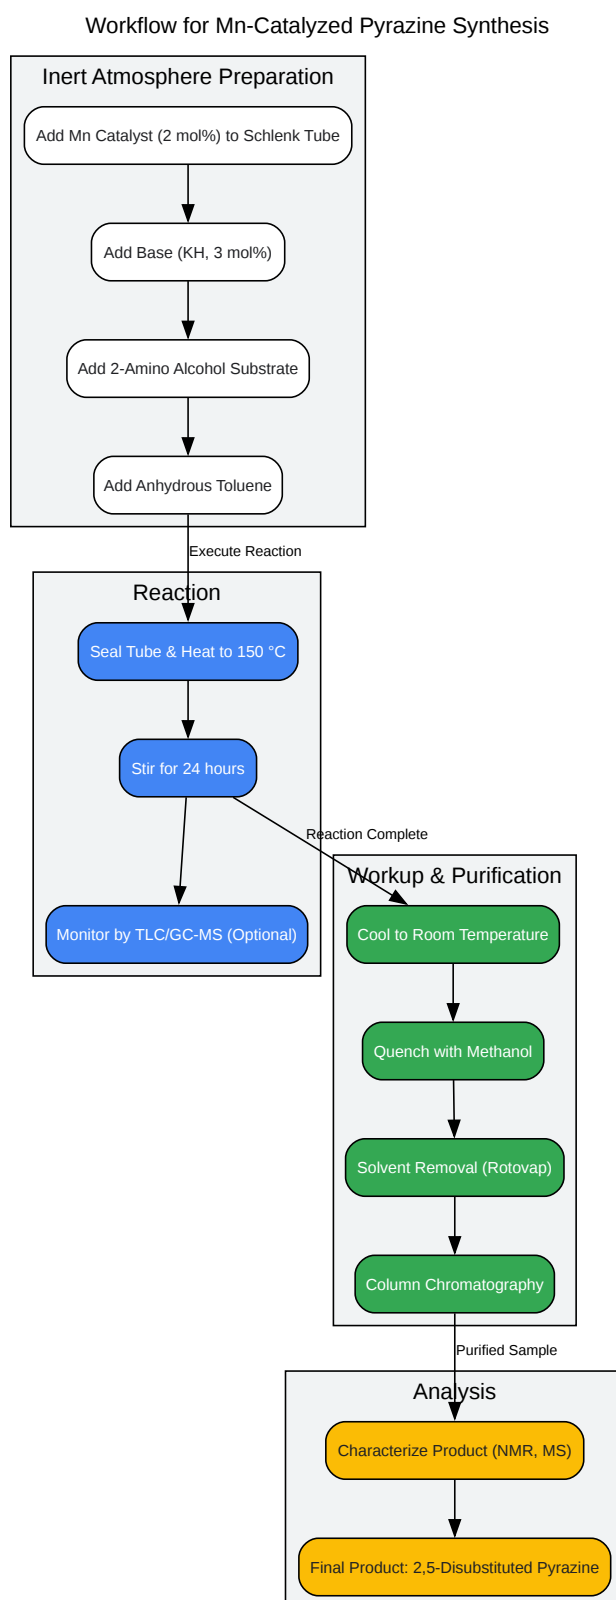 Workflow for Mn-Catalyzed Pyrazine Synthesis
Inert Atmosphere Preparation
Add Mn Catalyst (2 mol%) to Schlenk Tube
Add Base (KH, 3 mol%)
Add 2-Amino Alcohol Substrate
Add Anhydrous Toluene
Execute Reaction
Reaction
Seal Tube & Heat to 150 °C
Stir for 24 hours
Reaction Complete
Monitor by TLC/GC-MS (Optional)
Workup & Purification
Cool to Room Temperature
Quench with Methanol
Solvent Removal (Rotovap)
Column Chromatography
Purified Sample
Analysis
Characterize Product (NMR, MS)
Final Product: 2,5-Disubstituted Pyrazine